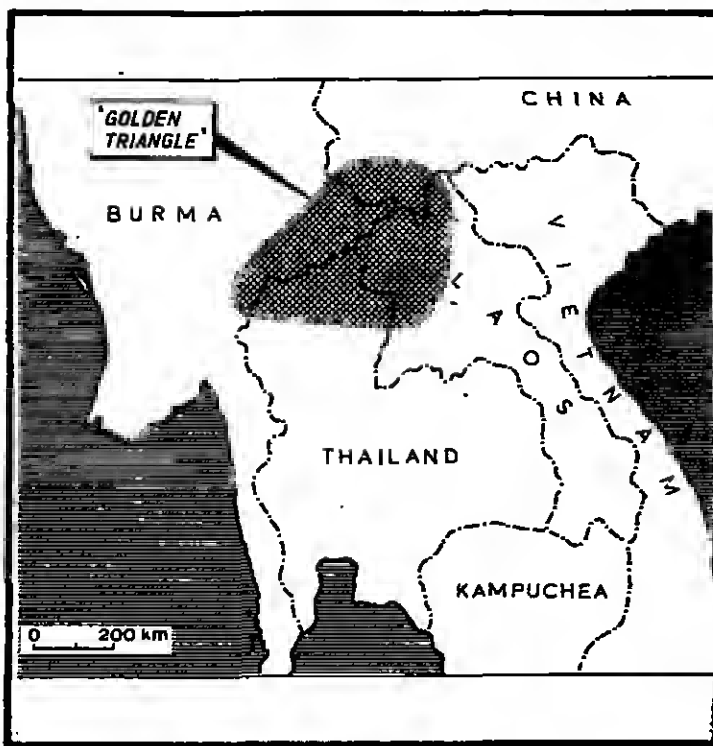 CHINA
'GOLDEN
TRIANGLE'
BURMA
VIETNAM
LAOS
THAILAND
KAMPUCHEA
0 200 km